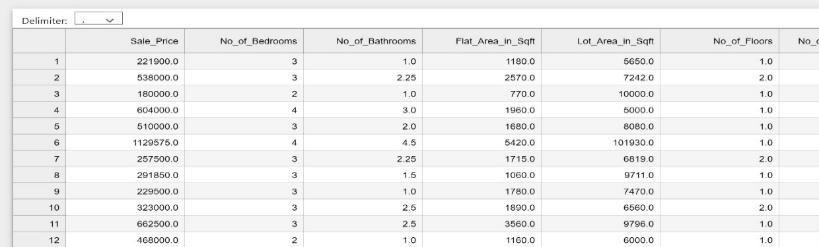 Delimiter: ,
Sale_Price No_of_Bedrooms No_of_Bathrooms Flat_Area_in_Sqft Lot_Area_in_Sqft No_of_Floors
1 221900.0 3 1.0 1180.0 5650.0 1.0
2 538000.0 3 2.25 2570.0 7242.0 2.0
3 180000.0 2 1.0 770.0 10000.0 1.0
4 604000.0 4 3.0 1960.0 5000.0 1.0
5 510000.0 3 2.0 1680.0 8080.0 1.0
6 1129575.0 4 4.5 5420.0 101930.0 1.0
7 257500.0 3 2.25 1715.0 6819.0 2.0
8 291850.0 3 1.5 1060.0 9711.0 1.0
9 229500.0 3 1.0 1780.0 7470.0 1.0
10 323000.0 3 2.5 1890.0 6560.0 2.0
11 662500.0 3 2.5 3560.0 9796.0 1.0
12 468000.0 2 1.0 1160.0 6000.0 1.0